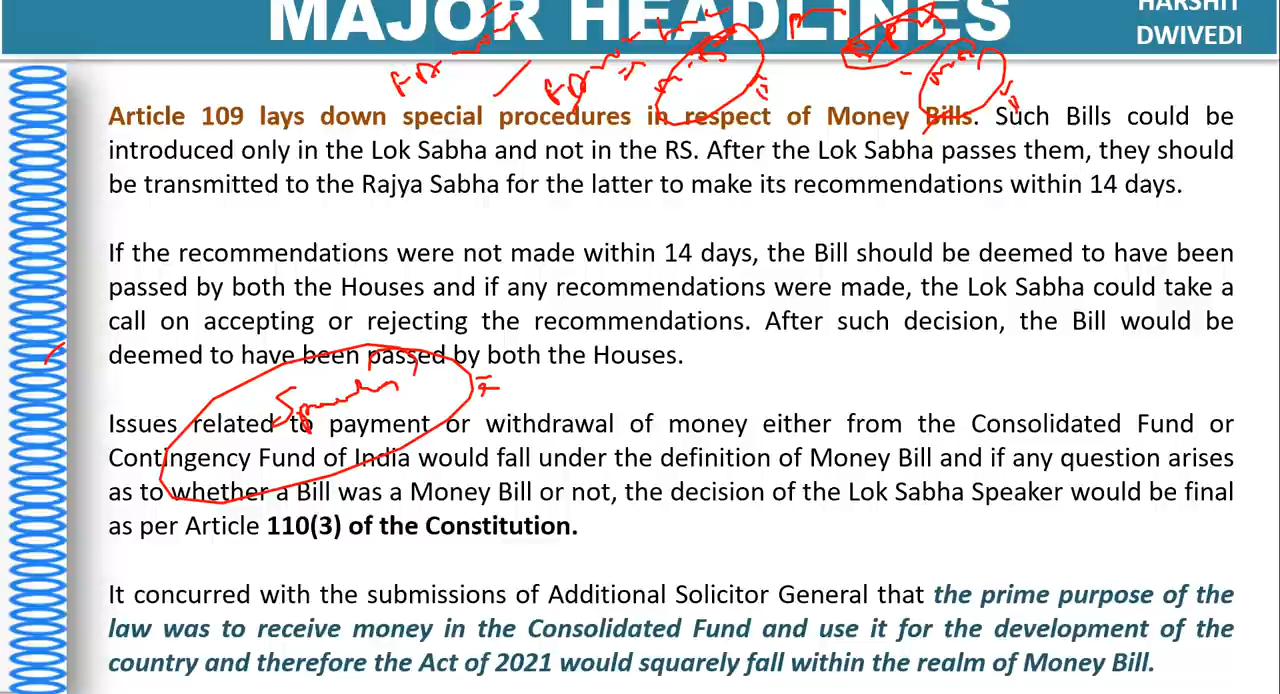 MAJOR HEADLINES
HARSHIT
DWIVEDI
Article 109 lays down special procedures in respect of Money Bills. Such Bills could be
introduced only in the Lok Sabha and not in the RS. After the Lok Sabha passes them, they should
be transmitted to the Rajya Sabha for the latter to make its recommendations within 14 days.
If the recommendations were not made within 14 days, the Bill should be deemed to have been
passed by both the Houses and if any recommendations were made, the Lok Sabha could take a
call on accepting or rejecting the recommendations. After such decision, the Bill would be
deemed to have been passed by both the Houses.
Speaker
Issues related to payment or withdrawal of money either from the Consolidated Fund or
Contingency Fund of India would fall under the definition of Money Bill and if any question arises
as to whether a Bill was a Money Bill or not, the decision of the Lok Sabha Speaker would be final
as per Article 110(3) of the Constitution.
It concurred with the submissions of Additional Solicitor General that the prime purpose of the
law was to receive money in the Consolidated Fund and use it for the development of the
country and therefore the Act of 2021 would squarely fall within the realm of Money Bill.